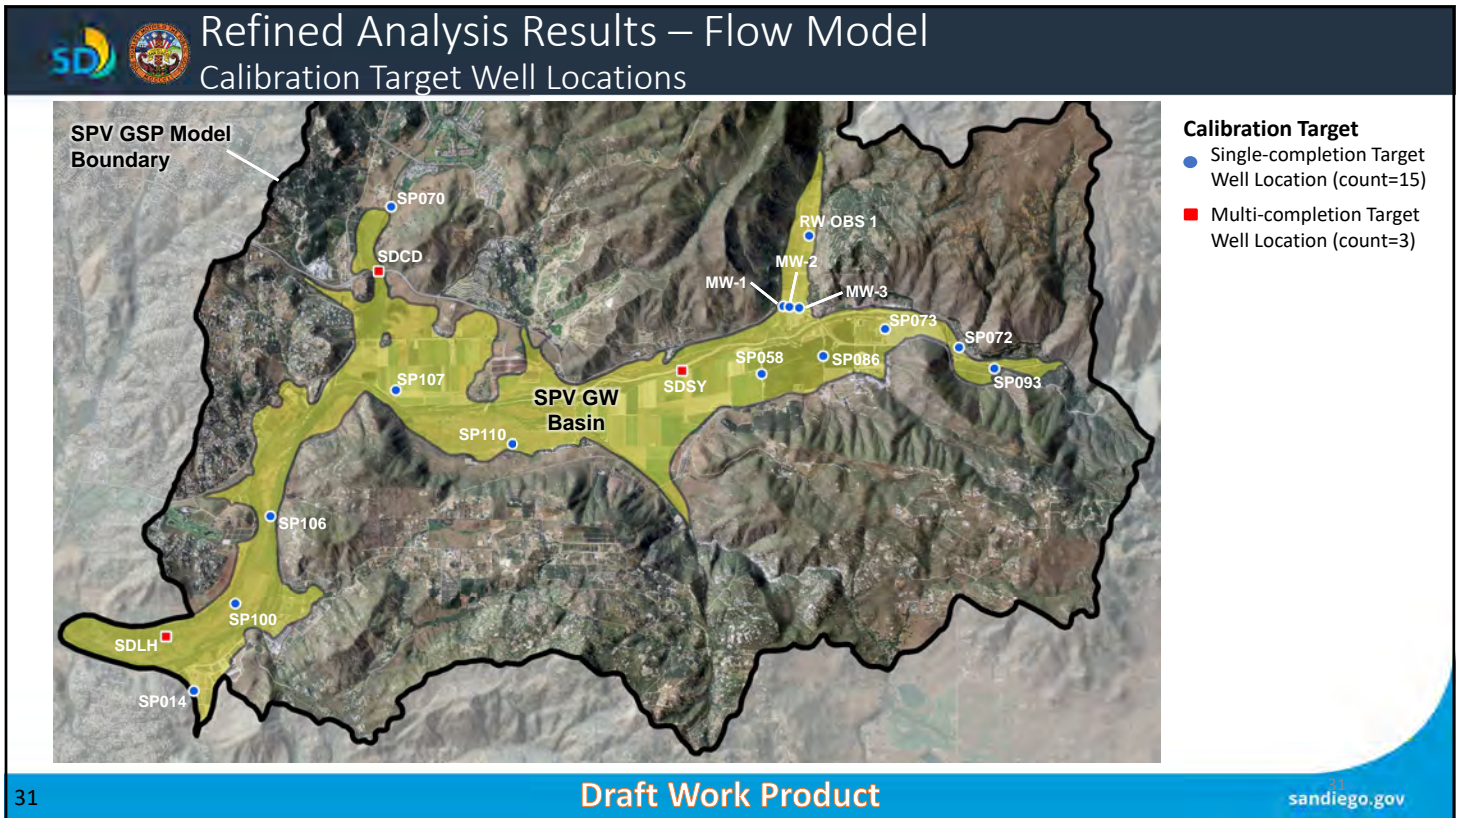 Refined Analysis Results – Flow Model
SD
Calibration Target Well Locations
SPV GSP Model
Boundary
Calibration Target
Single-completion Target
Well Location (count=15)
Multi-completion Target
Well Location (count=3)
SP070
RW OBS 1
SDCD
MW-2
MW-1
MW-3
SP073
SP072
SP058
SP086
SP107
SDSY
SP093
SPV GW
Basin
SP110
SP106
SP100
SDLH
SP014
31
Draft Work Product
31
sandiego.gov